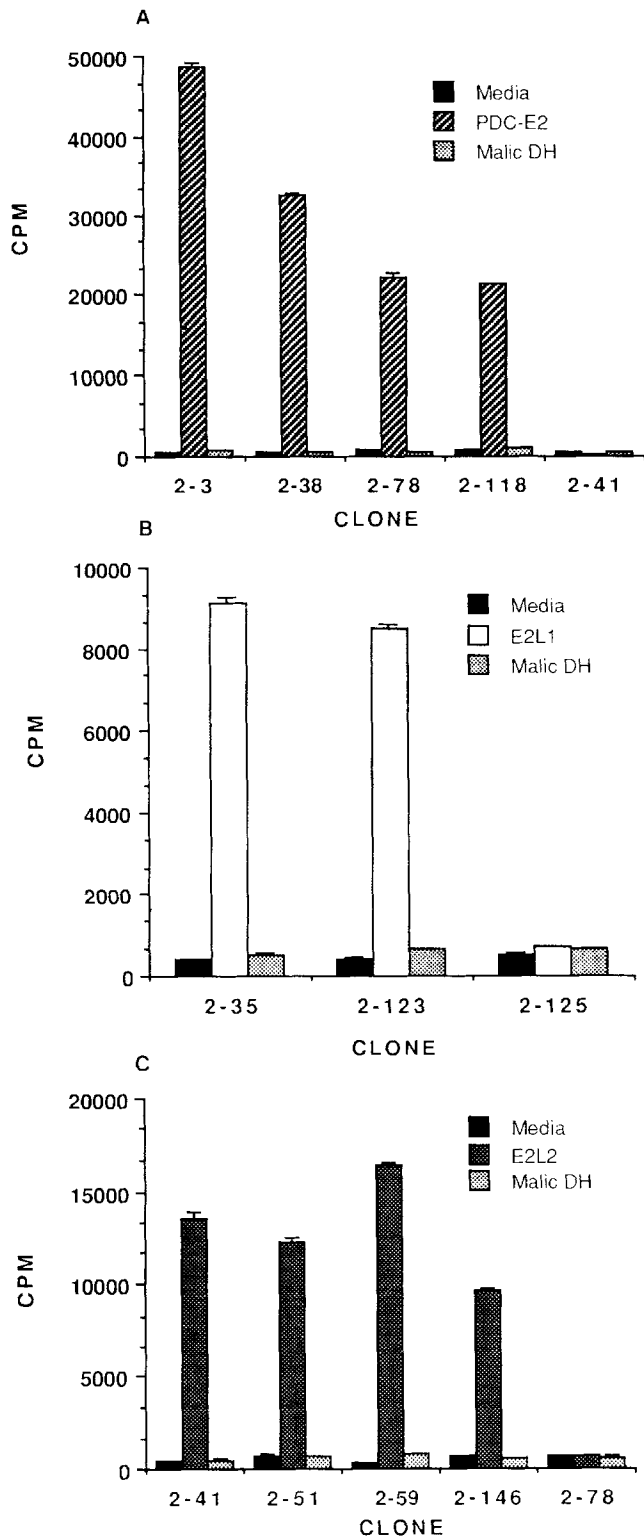 A
50000
40000
30000
20000
10000
0
CPM
Media
PDC-E2
Malic DH
2-3 2-38 2-78 2-118 2-41
CLONE
B
10000
8000
6000
4000
2000
0
CPM
Media
E2L1
Malic DH
2-35 2-123 2-125
CLONE
C
20000
15000
10000
5000
0
CPM
Media
E2L2
Malic DH
2-41 2-51 2-59 2-146 2-78
CLONE